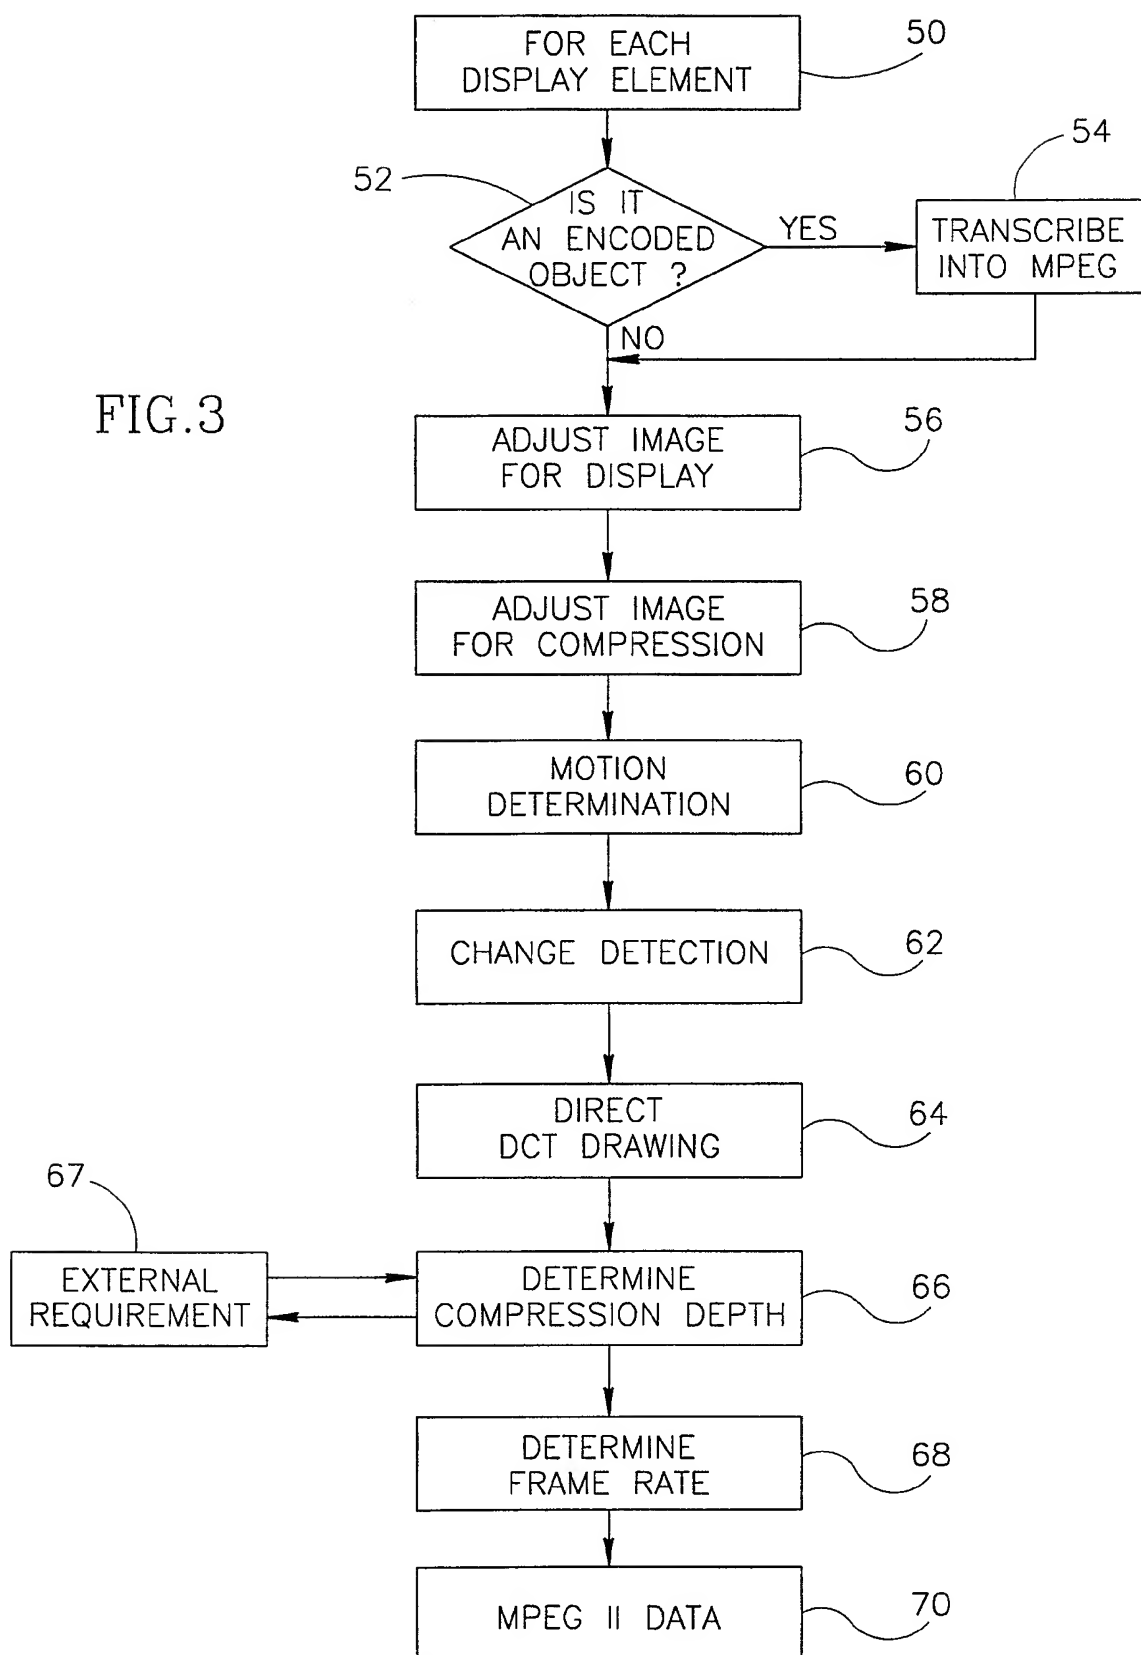 FOR EACH
DISPLAY ELEMENT
50
52
IS IT
AN ENCODED
OBJECT ?
YES
54
TRANSCRIBE
INTO MPEG
NO
FIG.3
ADJUST IMAGE
FOR DISPLAY
56
ADJUST IMAGE
FOR COMPRESSION
58
MOTION
DETERMINATION
60
CHANGE DETECTION
62
DIRECT
DCT DRAWING
64
67
EXTERNAL
REQUIREMENT
DETERMINE
COMPRESSION DEPTH
66
DETERMINE
FRAME RATE
68
MPEG II DATA
70